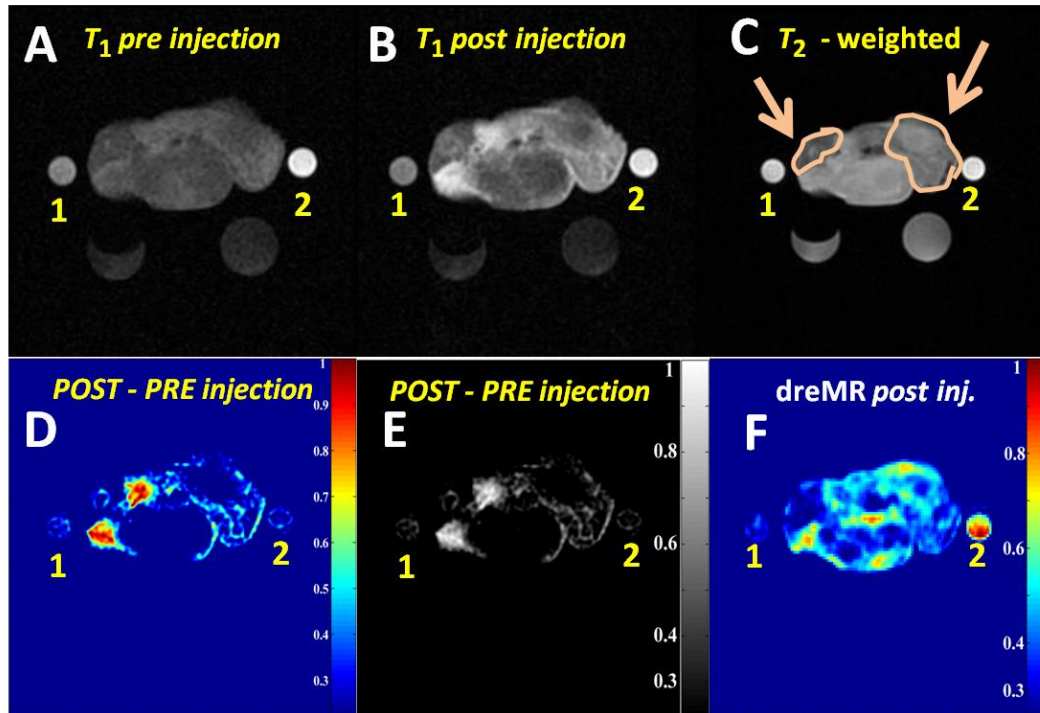 A
T1 pre injection
1
2
B
T1 post injection
1
2
C
T2 - weighted
1
2
D
POST - PRE injection
1
2
1
0.9
0.8
0.7
0.6
0.5
0.4
0.3
E
POST - PRE injection
1
2
1
0.8
0.6
0.4
0.3
F
dreMR post inj.
1
2
1
0.8
0.6
0.4
0.3